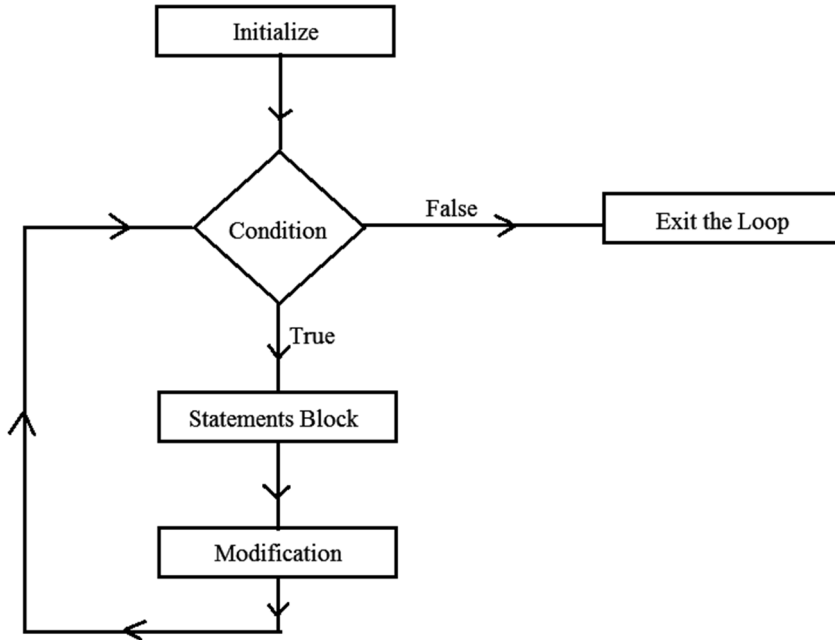 Initialize
Condition
False
Exit the Loop
True
Statements Block
Modification